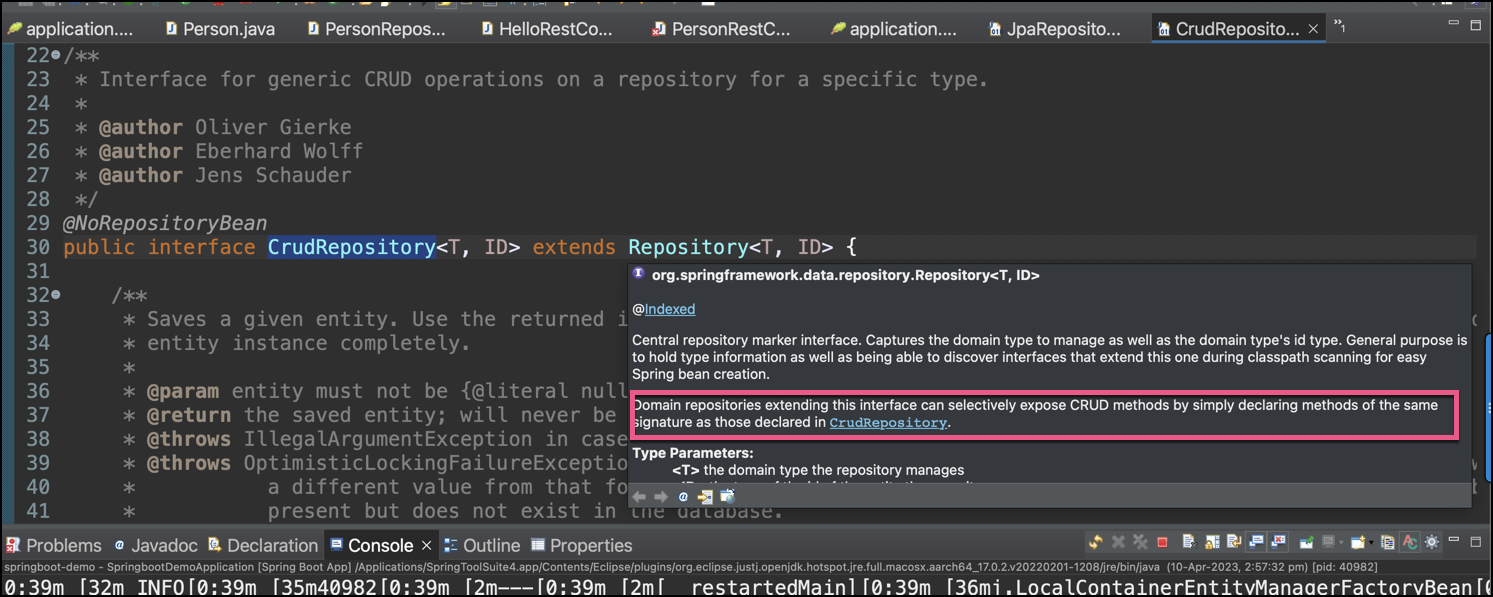 application.... Person.java PersonRepos... HelloRestCo... PersonRestC... application.... JpaReposito... CrudReposito... × »1
22 /**
23 * Interface for generic CRUD operations on a repository for a specific type.
24 *
25 * @author Oliver Gierke
26 * @author Eberhard Wolff
27 * @author Jens Schauder
28 */
29 @NoRepositoryBean
30 public interface CrudRepository<T, ID> extends Repository<T, ID> {
31
32 /**
33 * Saves a given entity. Use the returned i
34 * entity instance completely.
35 *
36 * @param entity must not be {@literal null
37 * @return the saved entity; will never be
38 * @throws IllegalArgumentException in case
39 * @throws OptimisticLockingFailureExceptio
40 * a different value from that fo
41 * present but does not exist in the database.
org.springframework.data.repository.Repository<T, ID>
@Indexed
Central repository marker interface. Captures the domain type to manage as well as the domain type's id type. General purpose is
to hold type information as well as being able to discover interfaces that extend this one during classpath scanning for easy
Spring bean creation.
Domain repositories extending this interface can selectively expose CRUD methods by simply declaring methods of the same
signature as those declared in CrudRepository.
Type Parameters:
<T> the domain type the repository manages
Problems @ Javadoc Declaration Console × Outline Properties
springboot-demo - SpringbootDemoApplication [Spring Boot App] /Applications/SpringToolSuite4.app/Contents/Eclipse/plugins/org.eclipse.justj.openjdk.hotspot.jre.full.macosx.aarch64_17.0.2.v20220201-1208/jre/bin/java (10-Apr-2023, 2:57:32 pm) [pid: 40982]
0:39m [32m INFO[0:39m [35m40982[0:39m [2m---[0:39m [2m[ restartedMain][0:39m [36mj.LocalContainerEntityManagerFactoryBean[0